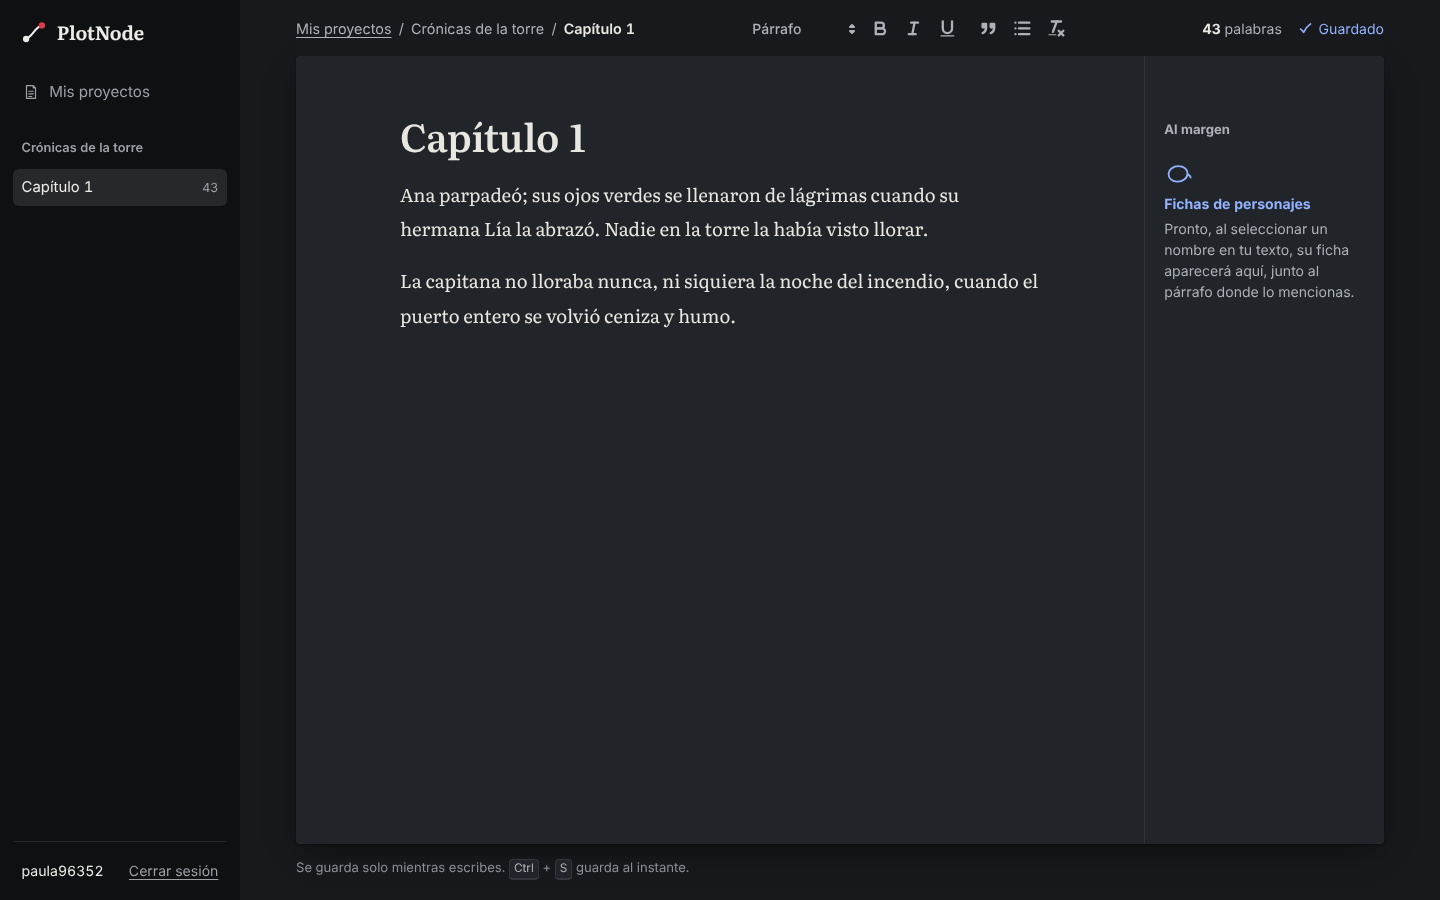 PlotNode
Mis proyectos
Crónicas de la torre
Capítulo 1 43
paula96352 Cerrar sesión
Mis proyectos / Crónicas de la torre / Capítulo 1
Párrafo
43 palabras Guardado
Capítulo 1
Ana parpadeó; sus ojos verdes se llenaron de lágrimas cuando su
hermana Lía la abrazó. Nadie en la torre la había visto llorar.
La capitana no lloraba nunca, ni siquiera la noche del incendio, cuando el
puerto entero se volvió ceniza y humo.
Al margen
Fichas de personajes
Pronto, al seleccionar un
nombre en tu texto, su ficha
aparecerá aquí, junto al
párrafo donde lo mencionas.
Se guarda solo mientras escribes. Ctrl + S guarda al instante.